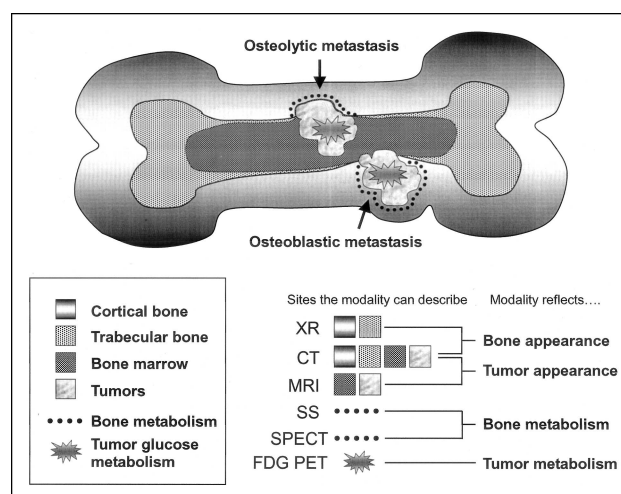 Osteolytic metastasis
Osteoblastic metastasis
Cortical bone
Trabecular bone
Bone marrow
Tumors
Bone metabolism
Tumor glucose
metabolism
Sites the modality can describe
Modality reflects....
XR
CT
MRI
SS
SPECT
FDG PET
Bone appearance
Tumor appearance
Bone metabolism
Tumor metabolism